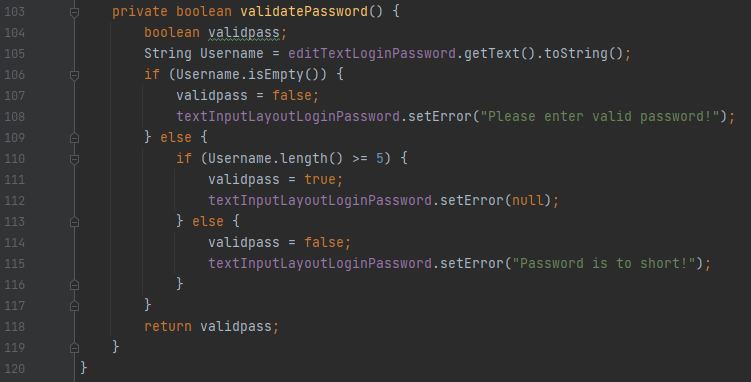 103 private boolean validatePassword() {
104 boolean validpass;
105 String Username = editTextLoginPassword.getText().toString();
106 if (Username.isEmpty()) {
107 validpass = false;
108 textInputLayoutLoginPassword.setError("Please enter valid password!");
109 } else {
110 if (Username.length() >= 5) {
111 validpass = true;
112 textInputLayoutLoginPassword.setError(null);
113 } else {
114 validpass = false;
115 textInputLayoutLoginPassword.setError("Password is to short!");
116 }
117 }
118 return validpass;
119 }
120 }